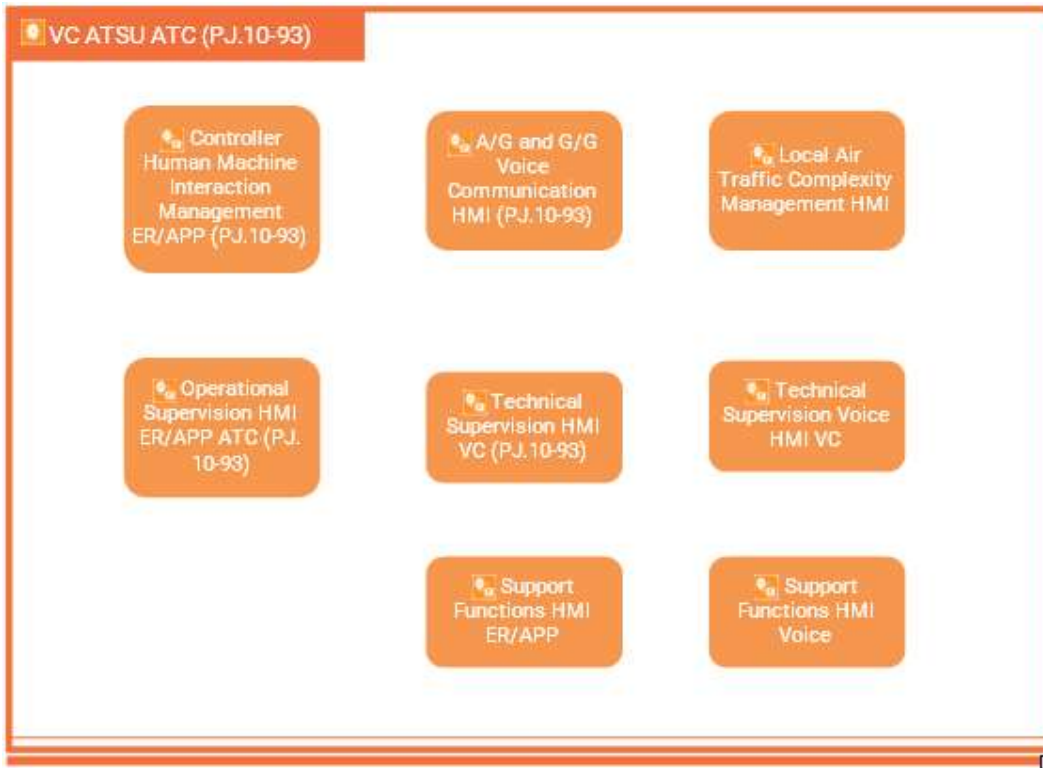 VC ATSU ATC (PJ.10-93)
Controller
Human Machine
Interaction
Management
ER/APP (PJ.10-93)
A/G and G/G
Voice
Communication
HMI (PJ.10-93)
Local Air
Traffic Complexity
Management HMI
Operational
Supervision HMI
ER/APP ATC (PJ.
10-93)
Technical
Supervision HMI
VC (PJ.10-93)
Technical
Supervision Voice
HMI VC
Support
Functions HMI
ER/APP
Support
Functions HMI
Voice